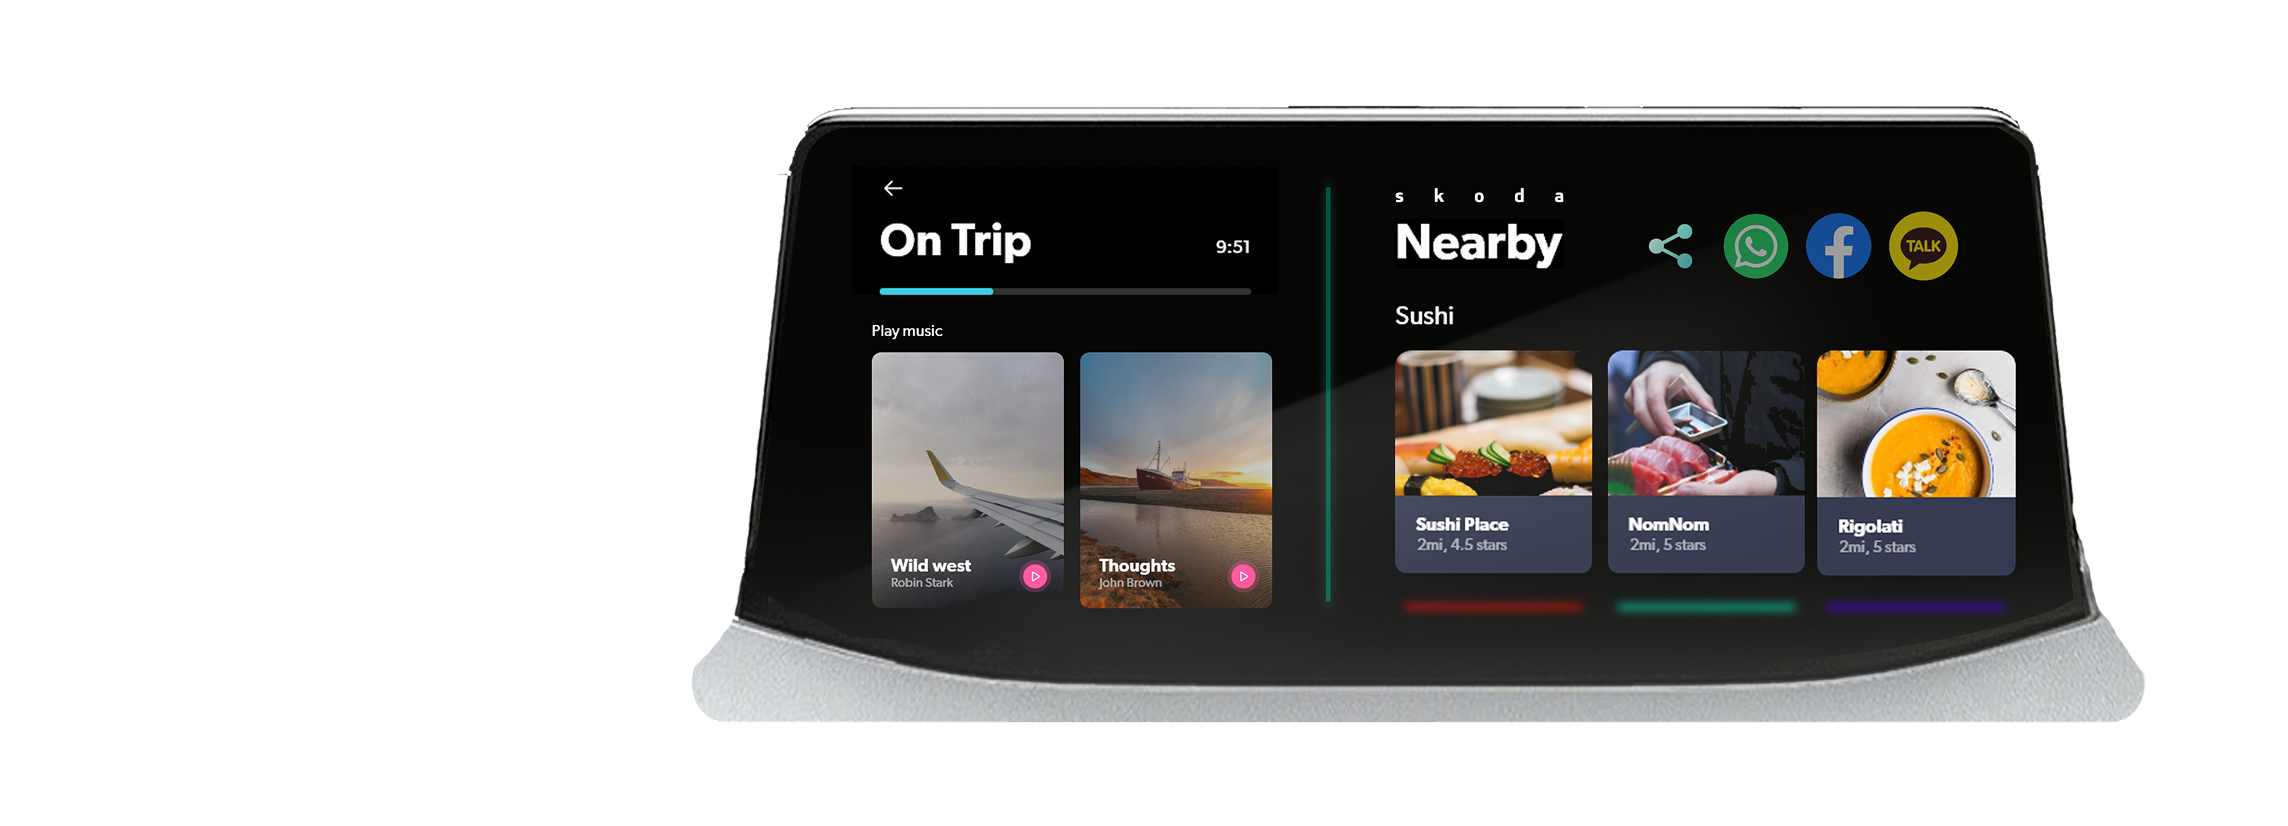 On Trip
9:51
Play music
Wild west
Robin Stark
Thoughts
John Brown
skoda
Nearby
TALK
Sushi
Sushi Place
2mi, 4.5 stars
NomNom
2mi, 5 stars
Rigolati
2mi, 5 stars